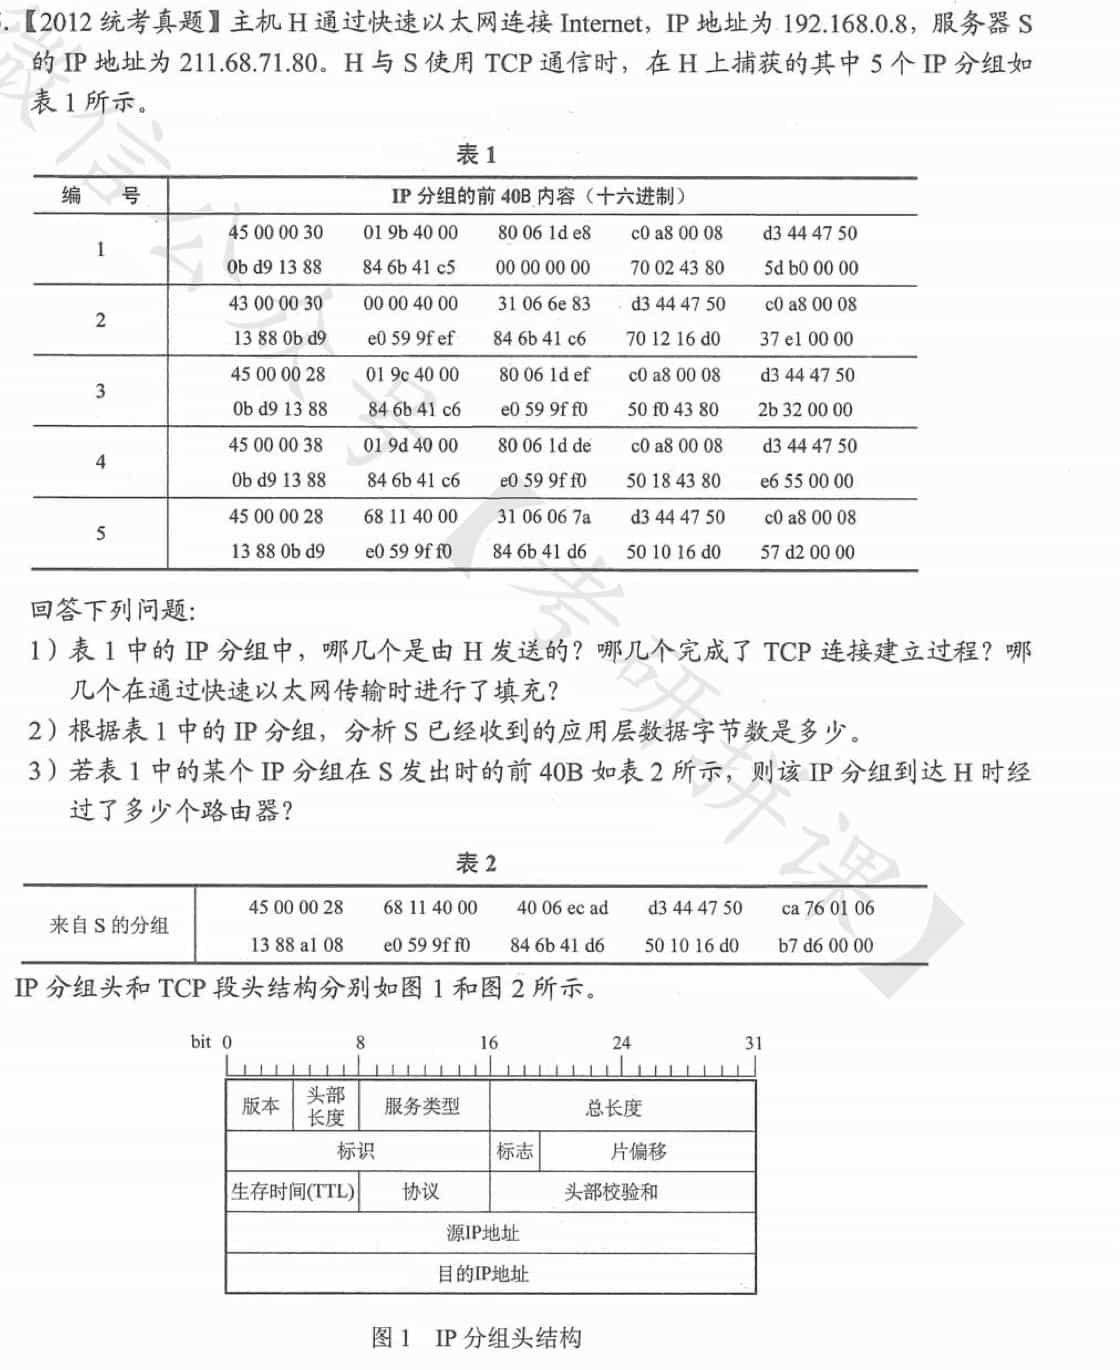 .【2012 统考真题】主机 H 通过快速以太网连接 Internet，IP 地址为 192.168.0.8，服务器 S
的 IP 地址为 211.68.71.80。H 与 S 使用 TCP 通信时，在 H 上捕获的其中 5 个 IP 分组如
表 1 所示。
表 1
编 号 IP 分组的前 40B 内容（十六进制）
1 45 00 00 30 01 9b 40 00 80 06 1d e8 c0 a8 00 08 d3 44 47 50
0b d9 13 88 84 6b 41 c5 00 00 00 00 70 02 43 80 5d b0 00 00
2 43 00 00 30 00 00 40 00 31 06 6e 83 d3 44 47 50 c0 a8 00 08
13 88 0b d9 e0 59 9f ef 84 6b 41 c6 70 12 16 d0 37 e1 00 00
3 45 00 00 28 01 9c 40 00 80 06 1d ef c0 a8 00 08 d3 44 47 50
0b d9 13 88 84 6b 41 c6 e0 59 9f f0 50 f0 43 80 2b 32 00 00
4 45 00 00 38 01 9d 40 00 80 06 1d de c0 a8 00 08 d3 44 47 50
0b d9 13 88 84 6b 41 c6 e0 59 9f f0 50 18 43 80 e6 55 00 00
5 45 00 00 28 68 11 40 00 31 06 06 7a d3 44 47 50 c0 a8 00 08
13 88 0b d9 e0 59 9f f0 84 6b 41 d6 50 10 16 d0 57 d2 00 00
回答下列问题：
1）表 1 中的 IP 分组中，哪几个是由 H 发送的？哪几个完成了 TCP 连接建立过程？哪
几个在通过快速以太网传输时进行了填充？
2）根据表 1 中的 IP 分组，分析 S 已经收到的应用层数据字节数是多少。
3）若表 1 中的某个 IP 分组在 S 发出时的前 40B 如表 2 所示，则该 IP 分组到达 H 时经
过了多少个路由器？
表 2
来自 S 的分组 45 00 00 28 68 11 40 00 40 06 ec ad d3 44 47 50 ca 76 01 06
13 88 a1 08 e0 59 9f f0 84 6b 41 d6 50 10 16 d0 b7 d6 00 00
IP 分组头和 TCP 段头结构分别如图 1 和图 2 所示。
bit 0 8 16 24 31
版本 头部长度 服务类型 总长度
标识 标志 片偏移
生存时间(TTL) 协议 头部校验和
源IP地址
目的IP地址
图 1 IP 分组头结构
微信公众号【考研拼课】